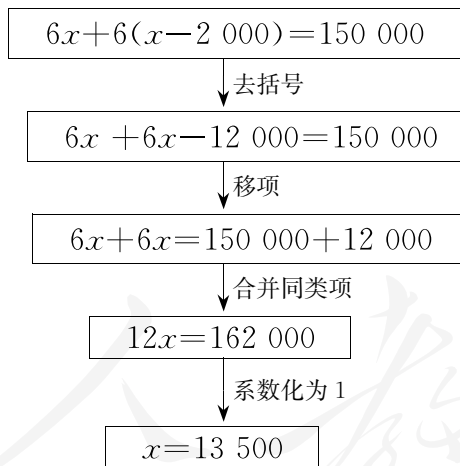 6x+6(x−2 000)=150 000
去括号
6x +6x−12 000=150 000
移项
6x+6x=150 000+12 000
合并同类项
12x=162 000
系数化为 1
x=13 500
人教